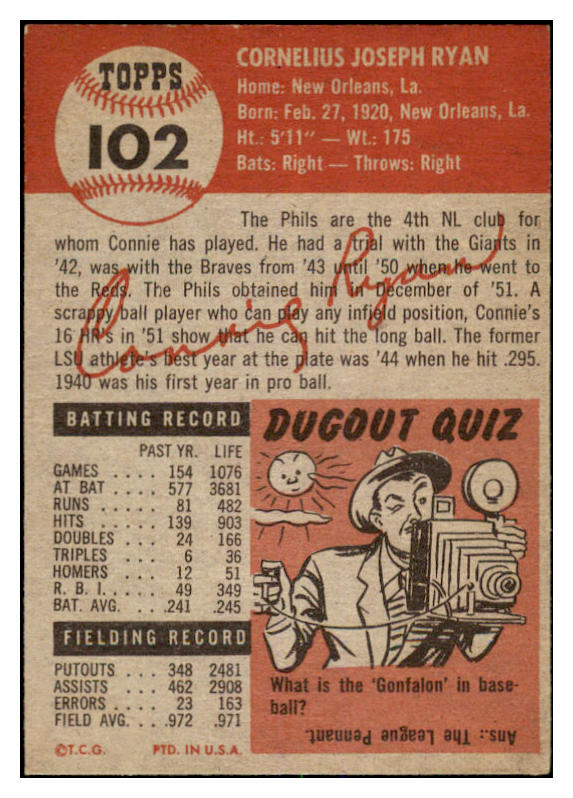 TOPPS
102
CORNELIUS JOSEPH RYAN
Home: New Orleans, La.
Born: Feb. 27, 1920, New Orleans, La.
Ht.: 5'11" — Wt.: 175
Bats: Right — Throws: Right
The Phils are the 4th NL club for
whom Connie has played. He had a trial with the Giants in
'42, was with the Braves from '43 until '50 when he went to
the Reds. The Phils obtained him in December of '51. A
scrappy ball player who can play any infield position, Connie's
16 HR's in '51 show that he can hit the long ball. The former
LSU athlete's best year at the plate was '44 when he hit .295.
1940 was his first year in pro ball.
Connie Ryan
BATTING RECORD
PAST YR. LIFE
GAMES .... 154 1076
AT BAT .... 577 3681
RUNS ..... 81 482
HITS ..... 139 903
DOUBLES ... 24 166
TRIPLES ... 6 36
HOMERS ... 12 51
R. B. I. .... 49 349
BAT. AVG. ... .241 .245
FIELDING RECORD
PUTOUTS ... 348 2481
ASSISTS ... 462 2908
ERRORS ... 23 163
FIELD AVG. . . .972 .971
©T.C.G. PTD. IN U.S.A.
DUGOUT QUIZ
What is the 'Gonfalon' in base-
ball?
Ans.: The League Pennant.